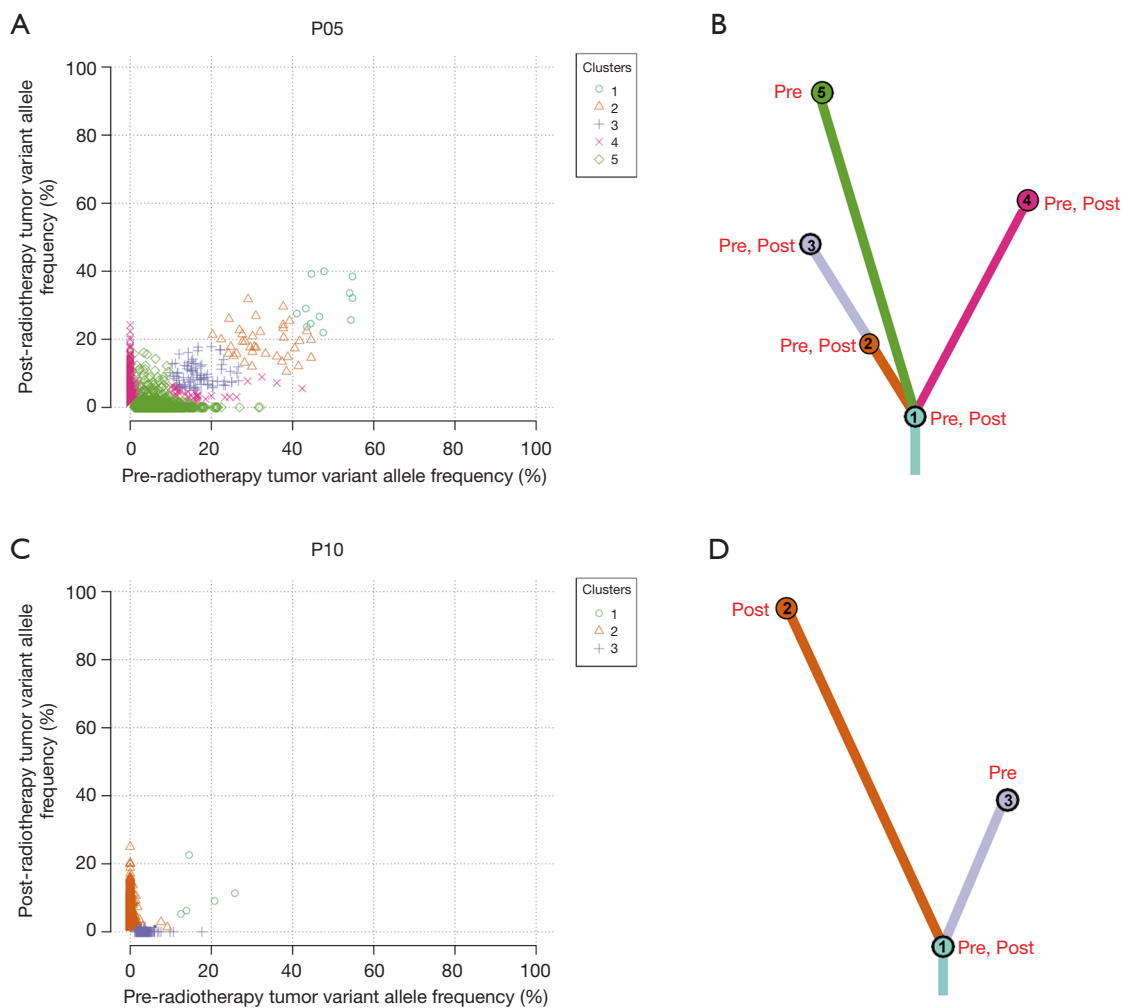 A
P05
Post-radiotherapy tumor variant allele
frequency (%)
100
80
60
40
20
0
0 20 40 60 80 100
Pre-radiotherapy tumor variant allele frequency (%)
Clusters
1
2
3
4
5
B
Pre 5
4 Pre, Post
Pre, Post 3
Pre, Post 2
1 Pre, Post
C
P10
Post-radiotherapy tumor variant allele
frequency (%)
100
80
60
40
20
0
0 20 40 60 80 100
Pre-radiotherapy tumor variant allele frequency (%)
Clusters
1
2
3
D
Post 2
Pre
3
1 Pre, Post